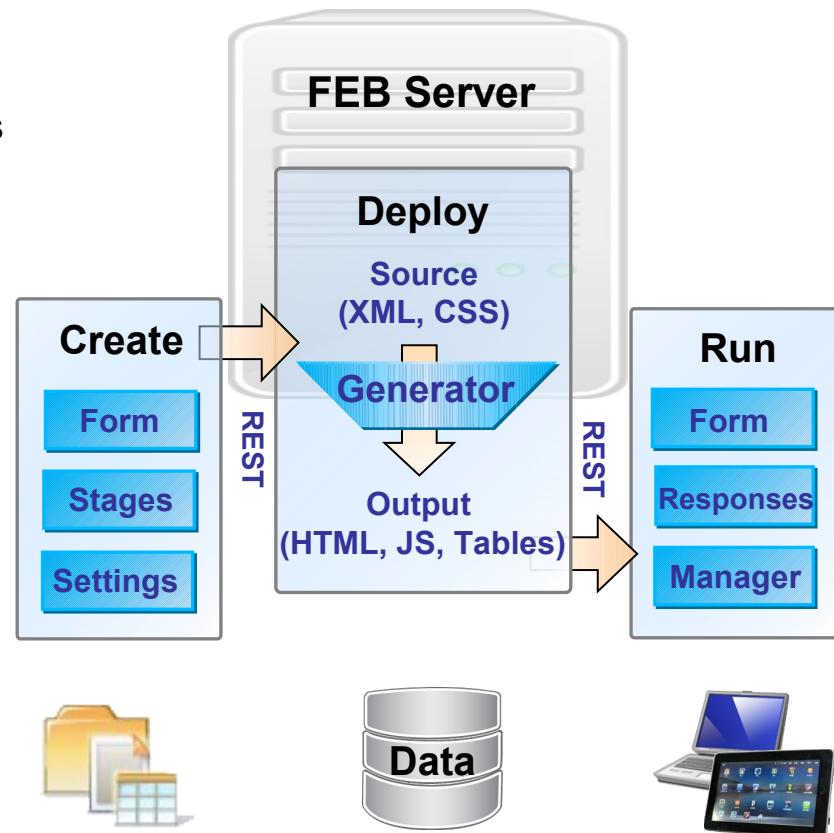 FEB Server
s
Deploy
Source
(XML, CSS)
Generator
Output
(HTML, JS, Tables)
Create
Form
Stages
Settings
REST
REST
Run
Form
Responses
Manager
Data